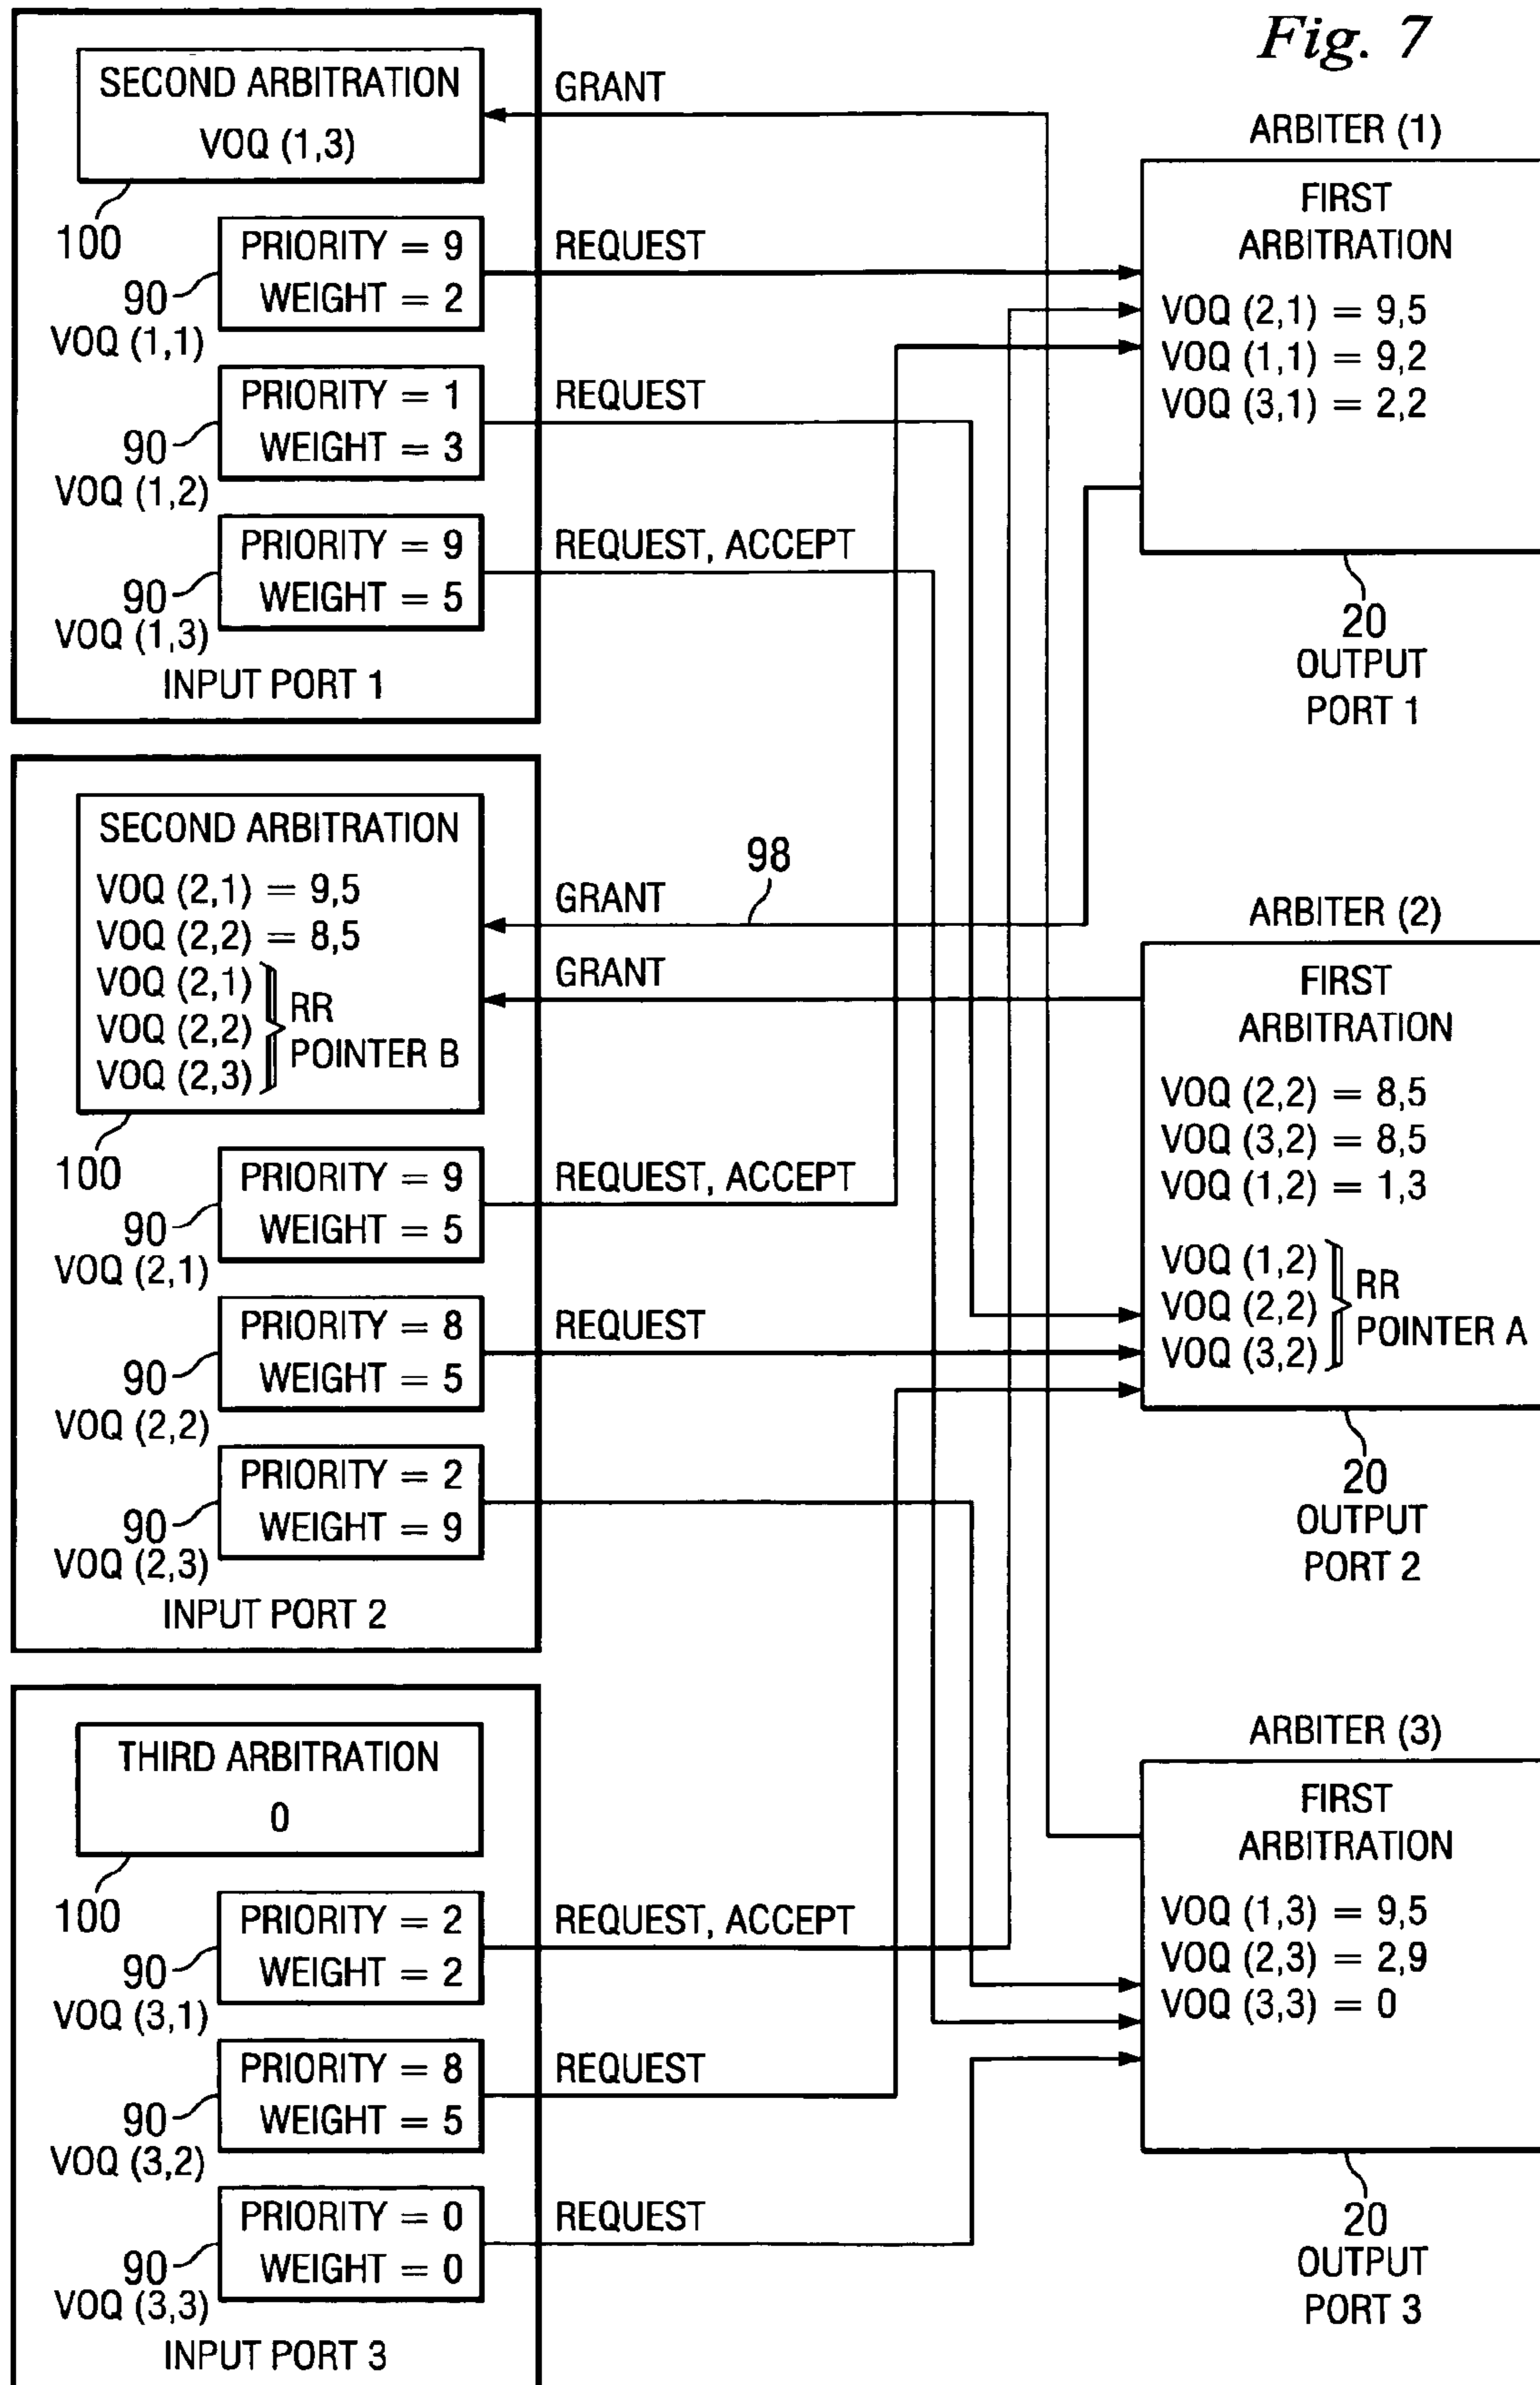 Fig. 7
SECOND ARBITRATION
VOQ (1,3)
100
GRANT
PRIORITY = 9
WEIGHT = 2
90
VOQ (1,1)
REQUEST
PRIORITY = 1
WEIGHT = 3
90
VOQ (1,2)
REQUEST
PRIORITY = 9
WEIGHT = 5
90
VOQ (1,3)
REQUEST, ACCEPT
INPUT PORT 1
ARBITER (1)
FIRST
ARBITRATION
VOQ (2,1) = 9,5
VOQ (1,1) = 9,2
VOQ (3,1) = 2,2
20
OUTPUT
PORT 1
SECOND ARBITRATION
VOQ (2,1) = 9,5
VOQ (2,2) = 8,5
VOQ (2,1)
VOQ (2,2)
VOQ (2,3)
RR
POINTER B
100
98
GRANT
GRANT
PRIORITY = 9
WEIGHT = 5
90
VOQ (2,1)
REQUEST, ACCEPT
PRIORITY = 8
WEIGHT = 5
90
VOQ (2,2)
REQUEST
PRIORITY = 2
WEIGHT = 9
90
VOQ (2,3)
INPUT PORT 2
ARBITER (2)
FIRST
ARBITRATION
VOQ (2,2) = 8,5
VOQ (3,2) = 8,5
VOQ (1,2) = 1,3
VOQ (1,2)
VOQ (2,2)
VOQ (3,2)
RR
POINTER A
20
OUTPUT
PORT 2
THIRD ARBITRATION
0
100
PRIORITY = 2
WEIGHT = 2
90
VOQ (3,1)
REQUEST, ACCEPT
PRIORITY = 8
WEIGHT = 5
90
VOQ (3,2)
REQUEST
PRIORITY = 0
WEIGHT = 0
90
VOQ (3,3)
REQUEST
INPUT PORT 3
ARBITER (3)
FIRST
ARBITRATION
VOQ (1,3) = 9,5
VOQ (2,3) = 2,9
VOQ (3,3) = 0
20
OUTPUT
PORT 3